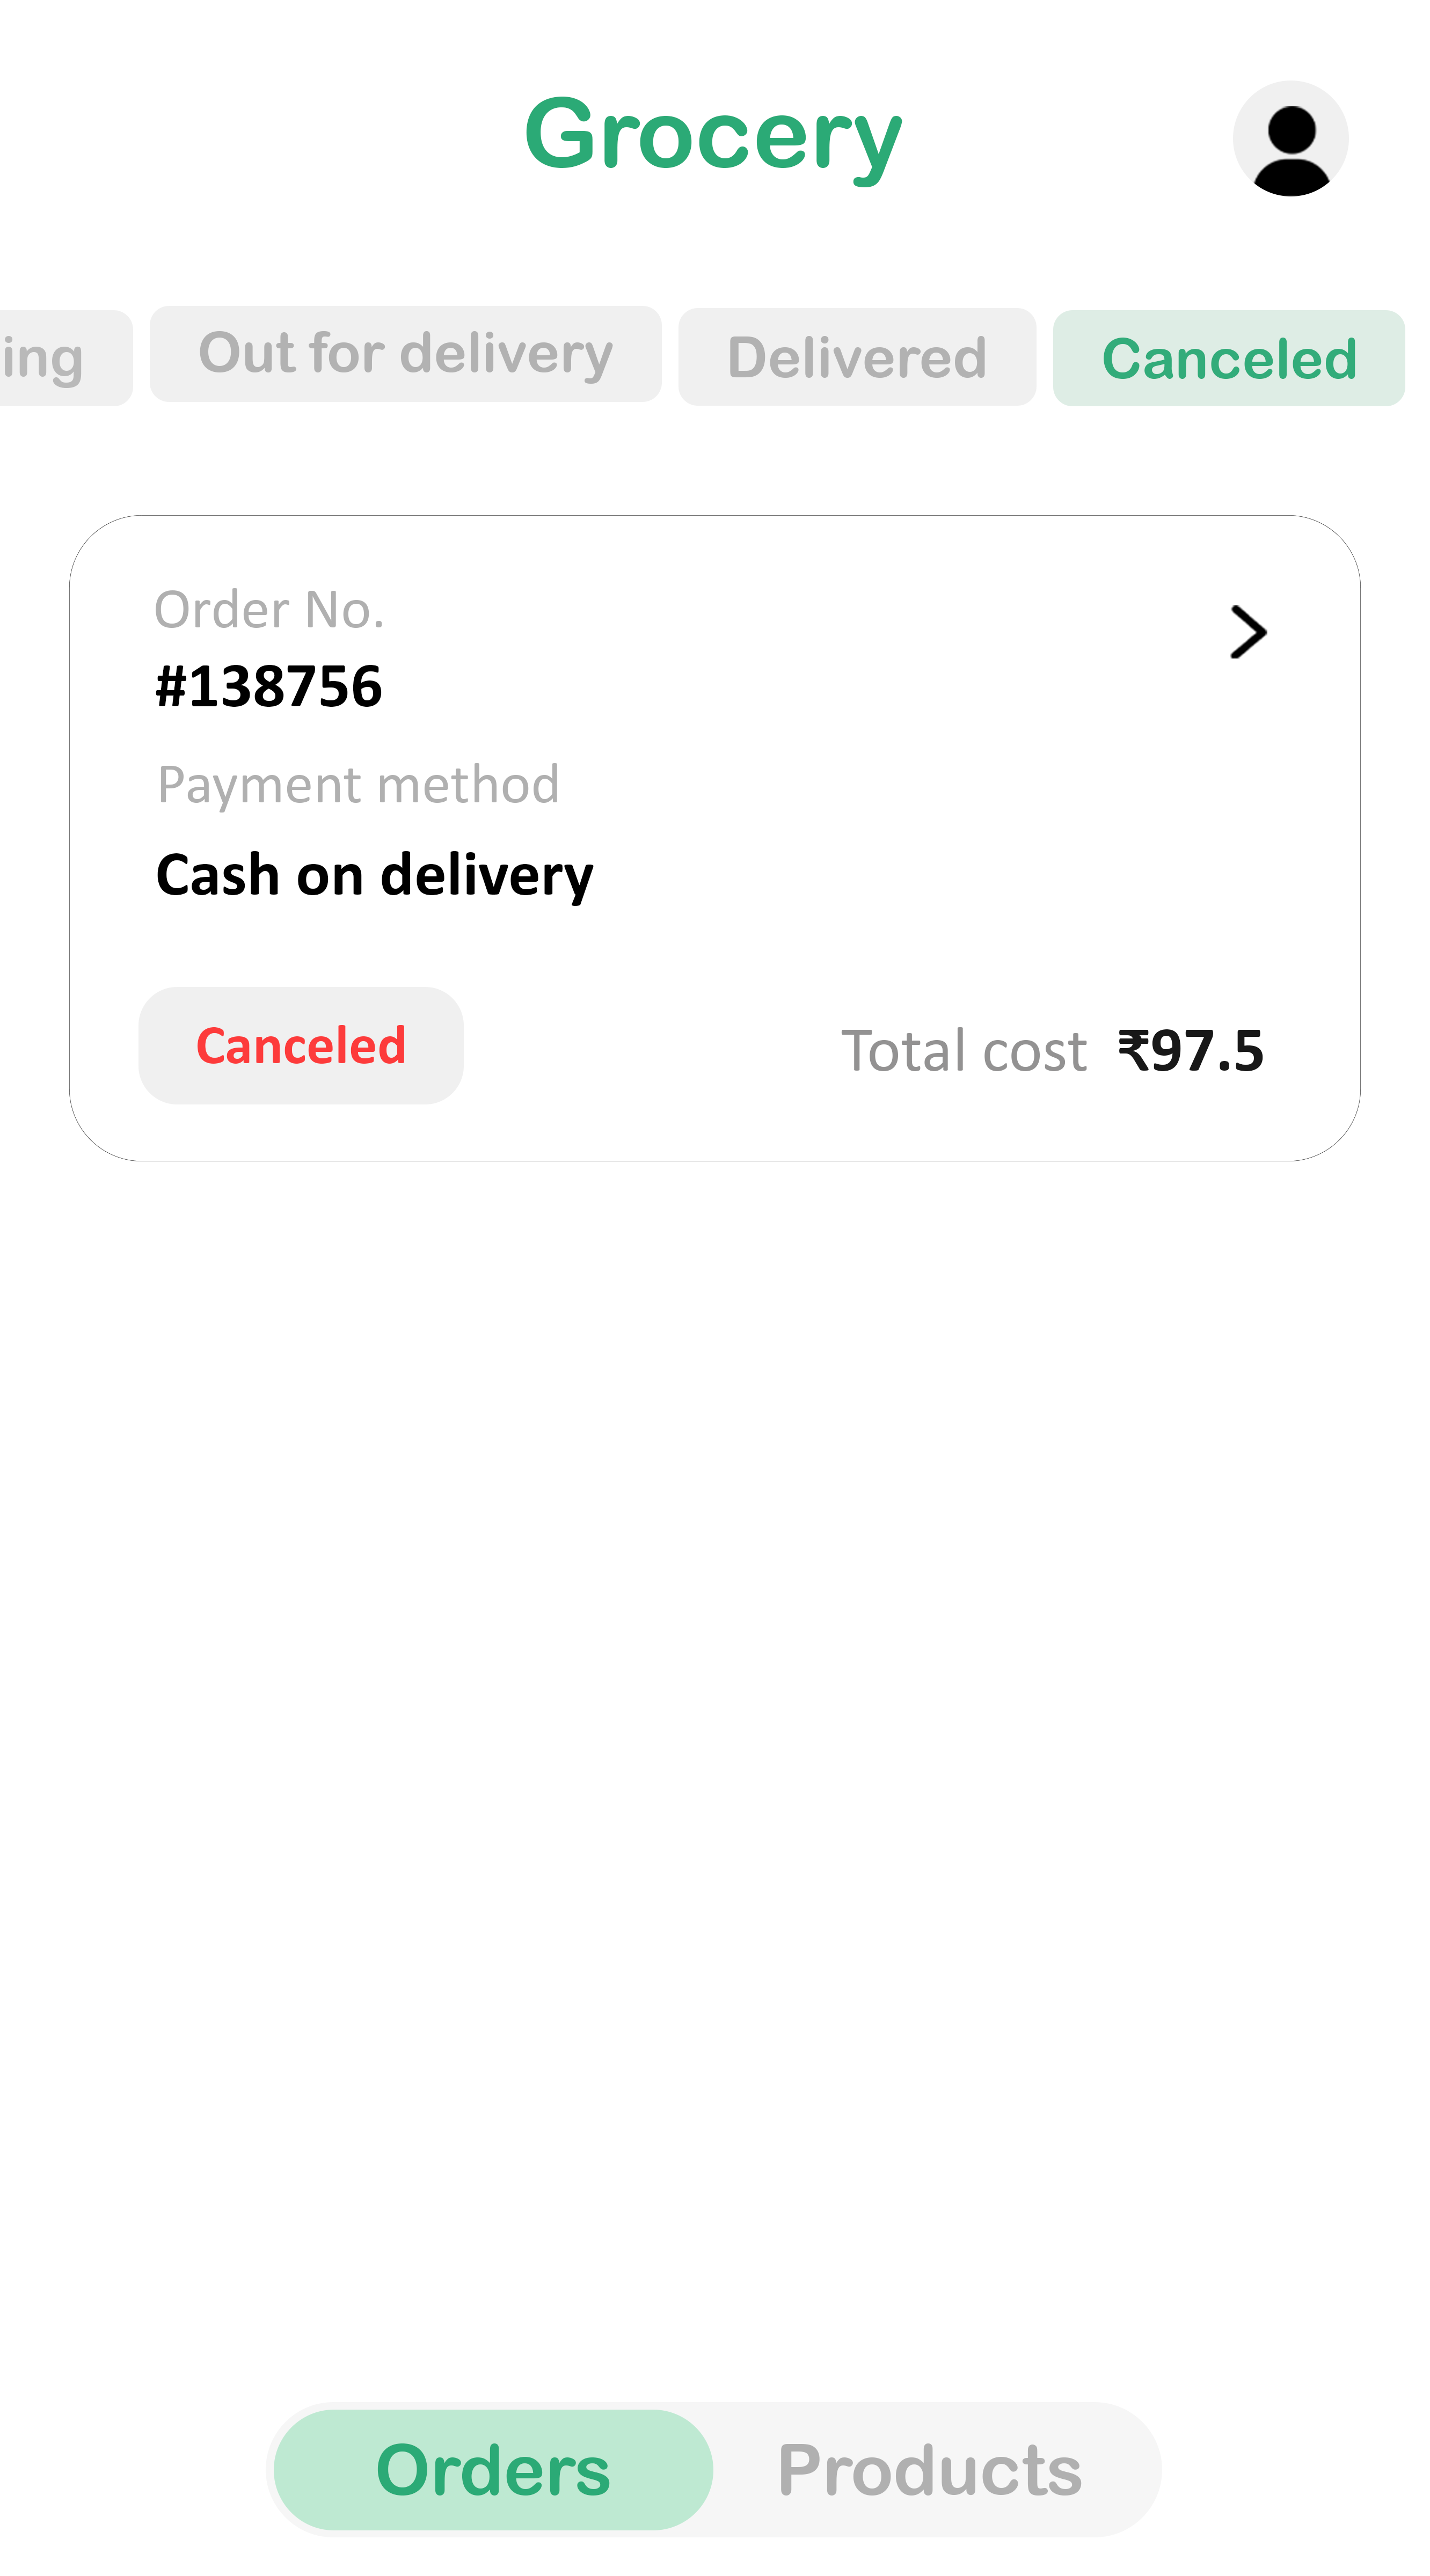 Grocery
ing Out for delivery Delivered Canceled
Order No.
#138756
Payment method
Cash on delivery
Canceled Total cost ₹97.5
Orders Products